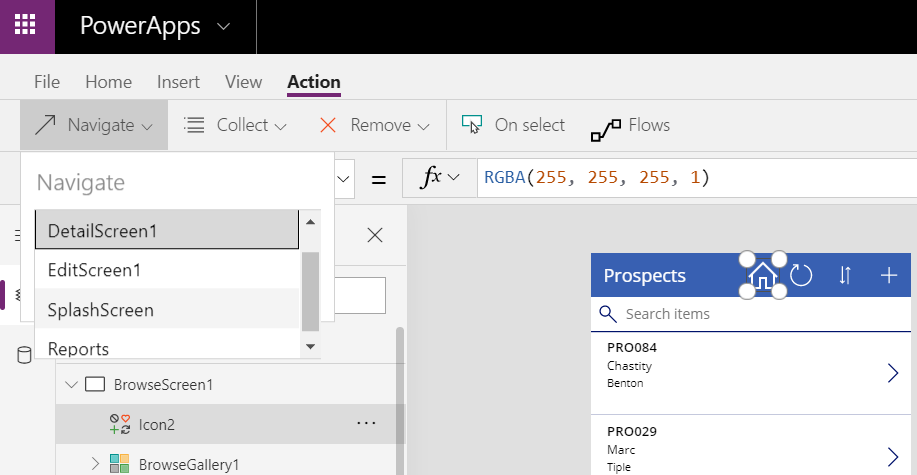 PowerApps
File Home Insert View Action
Navigate Collect Remove On select Flows
= fx RGBA(255, 255, 255, 1)
Navigate
DetailScreen1
EditScreen1
SplashScreen
Reports
BrowseScreen1
Icon2 ...
BrowseGallery1
Prospects
Search items
PRO084
Chastity
Benton
PRO029
Marc
Tiple